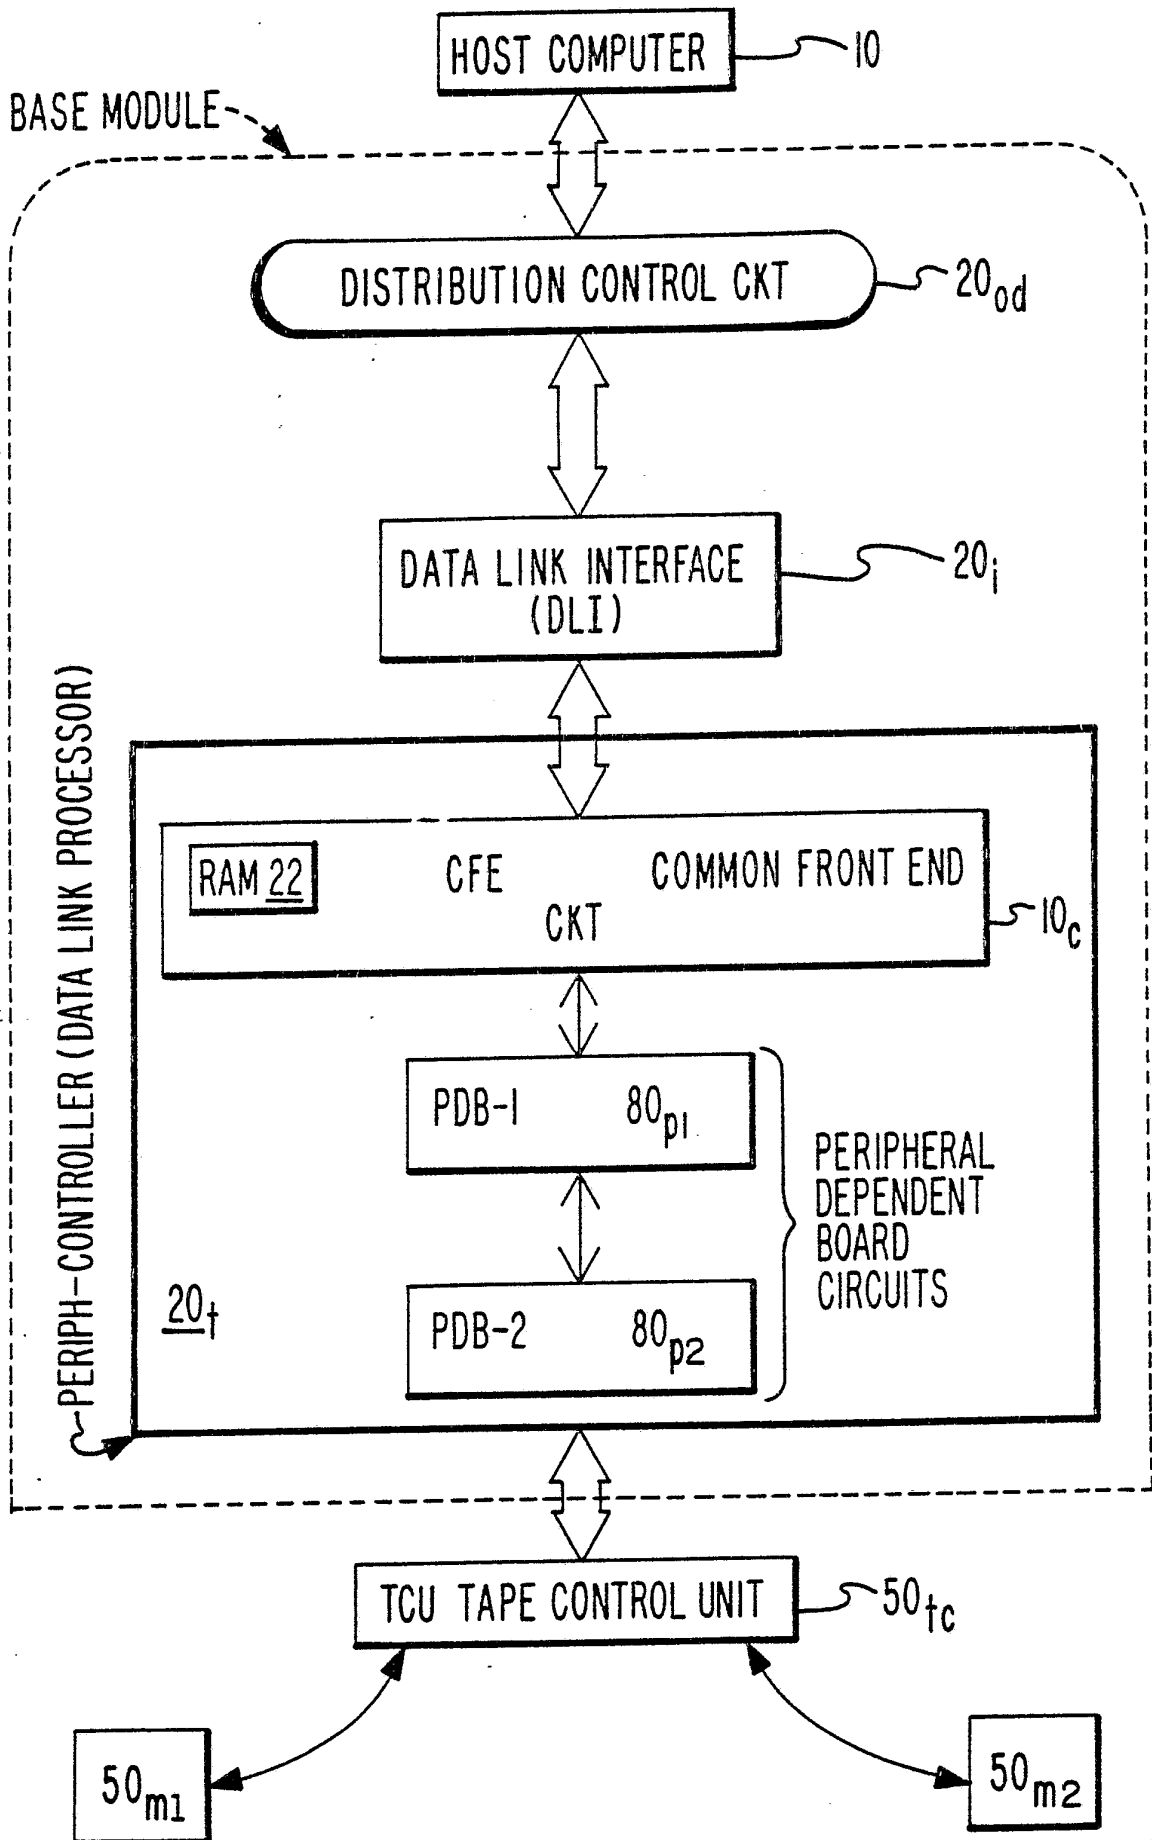 HOST COMPUTER
10
BASE MODULE
DISTRIBUTION CONTROL CKT
20od
DATA LINK INTERFACE
(DLI)
20i
PERIPH-CONTROLLER (DATA LINK PROCESSOR)
RAM 22
CFE
COMMON FRONT END
CKT
10c
PDB-1
80p1
PERIPHERAL
DEPENDENT
BOARD
CIRCUITS
PDB-2
80p2
20t
TCU TAPE CONTROL UNIT
50tc
50m1
50m2